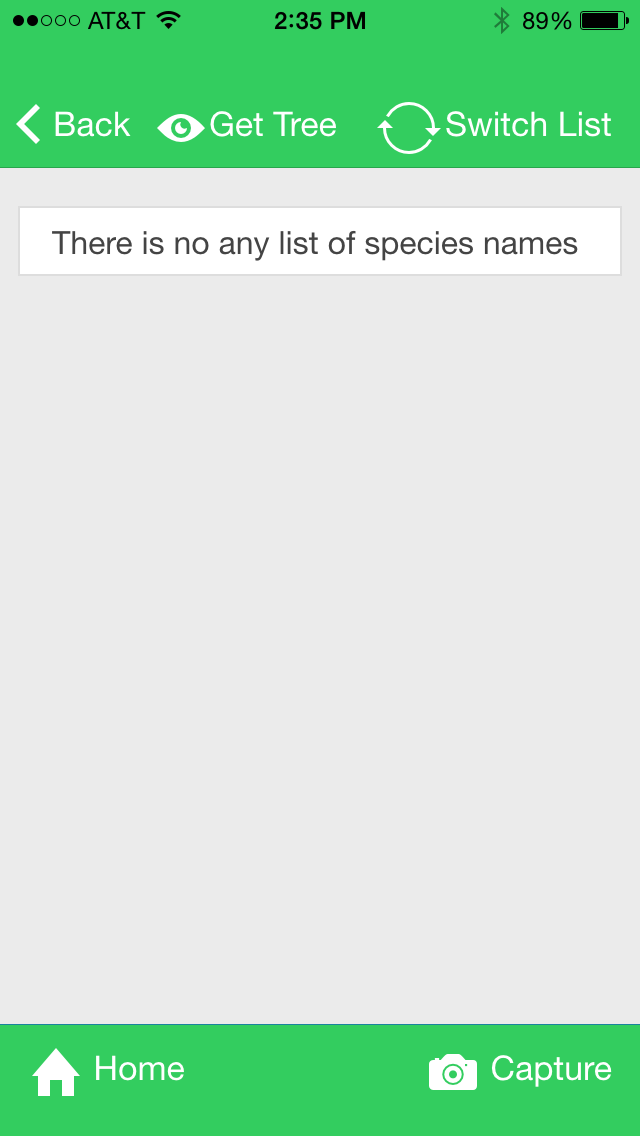 AT&T 2:35 PM 89%
Back Get Tree Switch List
There is no any list of species names
Home Capture